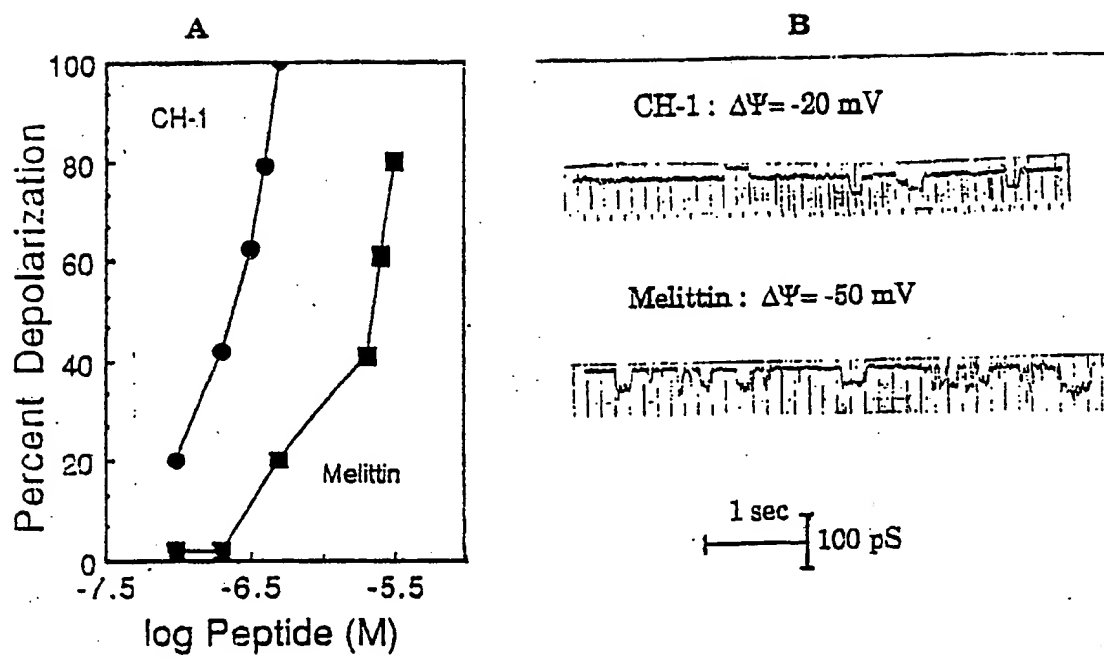 A
B
Percent Depolarization
100
80
60
40
20
0
CH-1
Melittin
-7.5
-6.5
-5.5
log Peptide (M)
CH-1 : ΔΨ= -20 mV
Melittin : ΔΨ= -50 mV
1 sec
100 pS